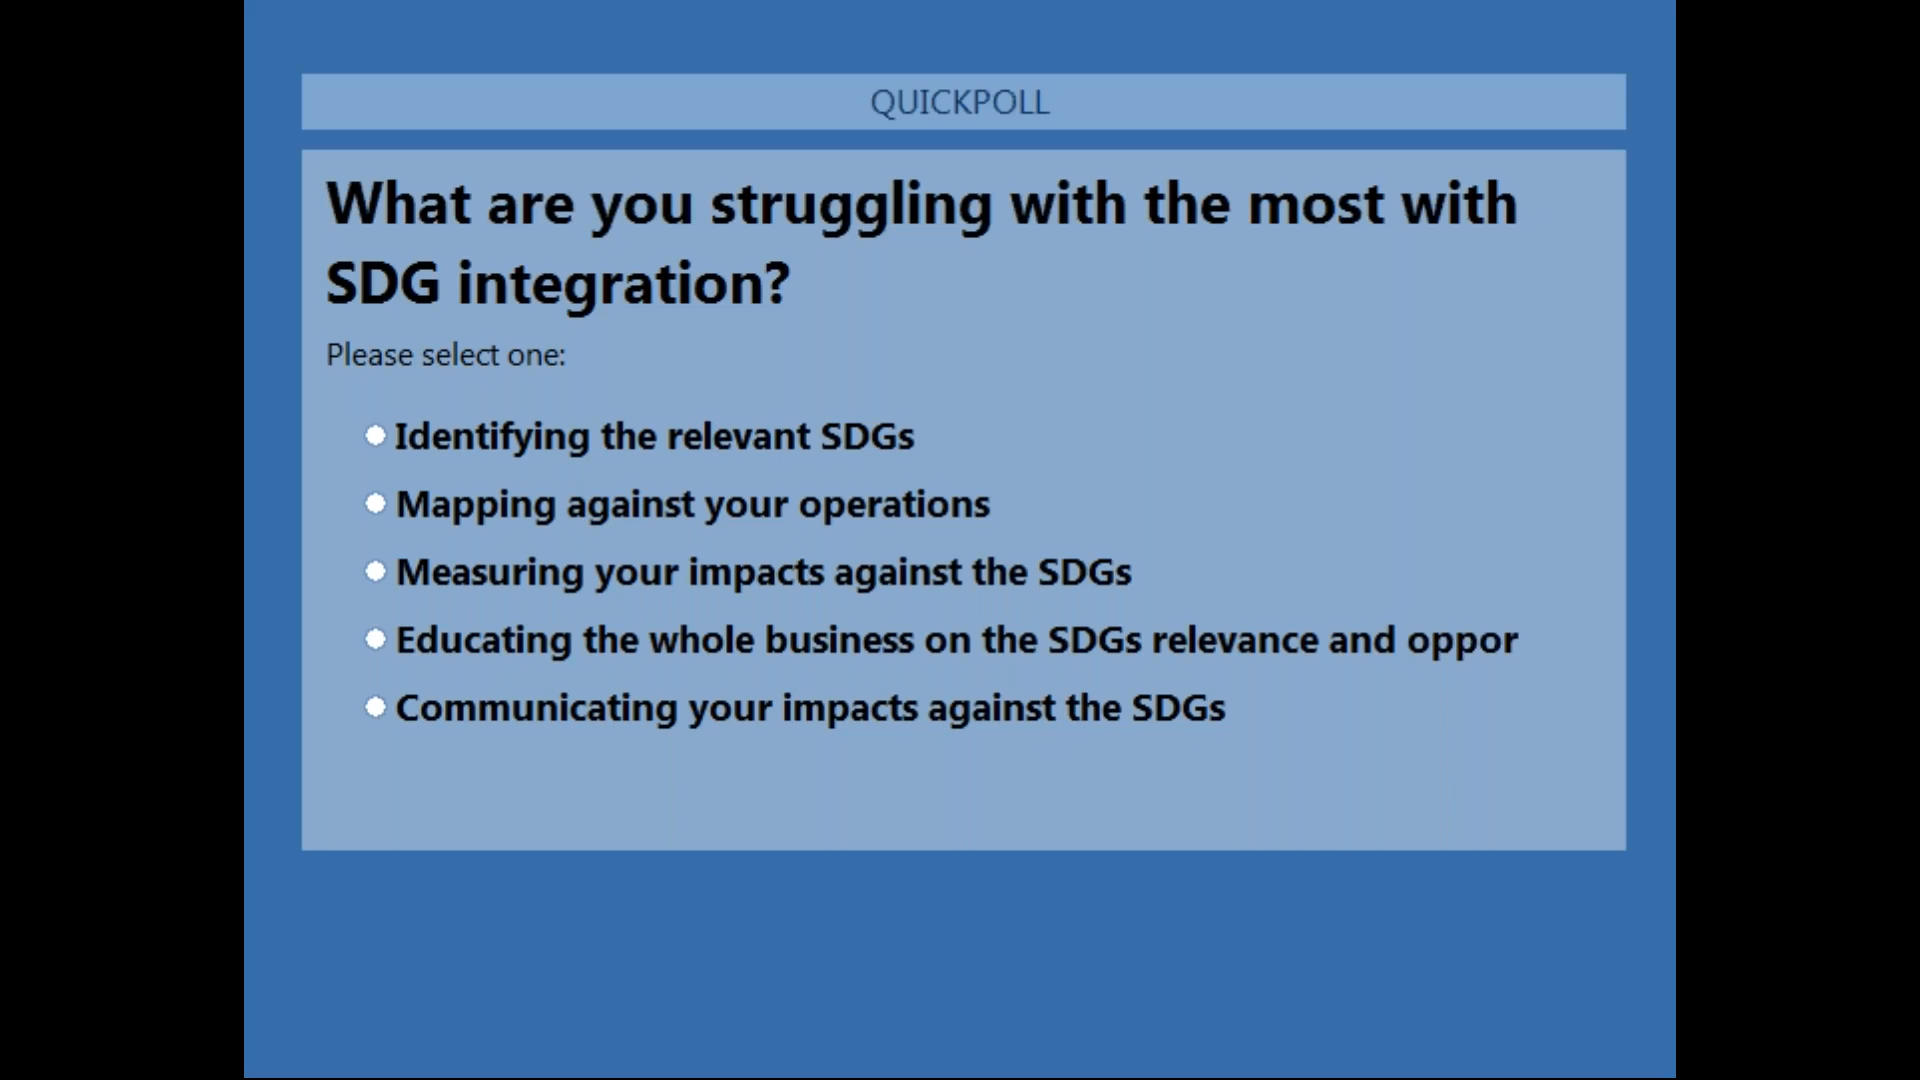 QUICKPOLL
What are you struggling with the most with
SDG integration?
Please select one:
Identifying the relevant SDGs
Mapping against your operations
Measuring your impacts against the SDGs
Educating the whole business on the SDGs relevance and oppor
Communicating your impacts against the SDGs